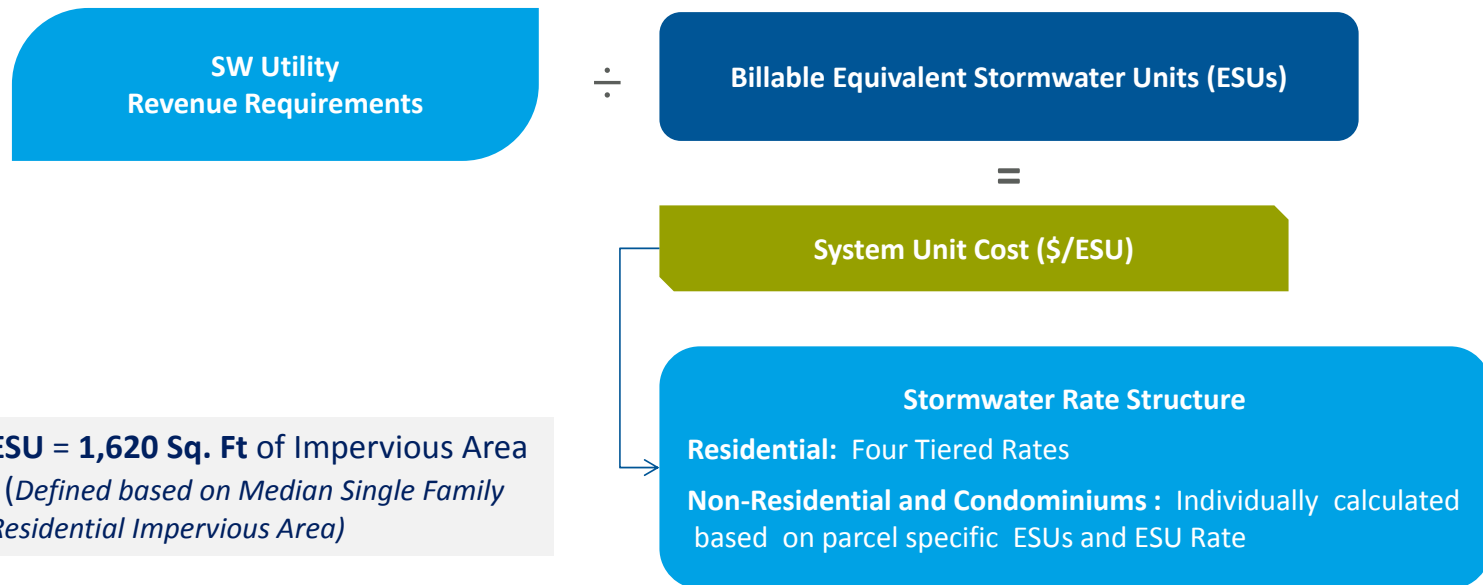 SW Utility
Revenue Requirements
÷
Billable Equivalent Stormwater Units (ESUs)
=
System Unit Cost ($/ESU)
Stormwater Rate Structure
Residential: Four Tiered Rates
Non-Residential and Condominiums : Individually calculated
based on parcel specific ESUs and ESU Rate
ESU = 1,620 Sq. Ft of Impervious Area
(Defined based on Median Single Family
Residential Impervious Area)